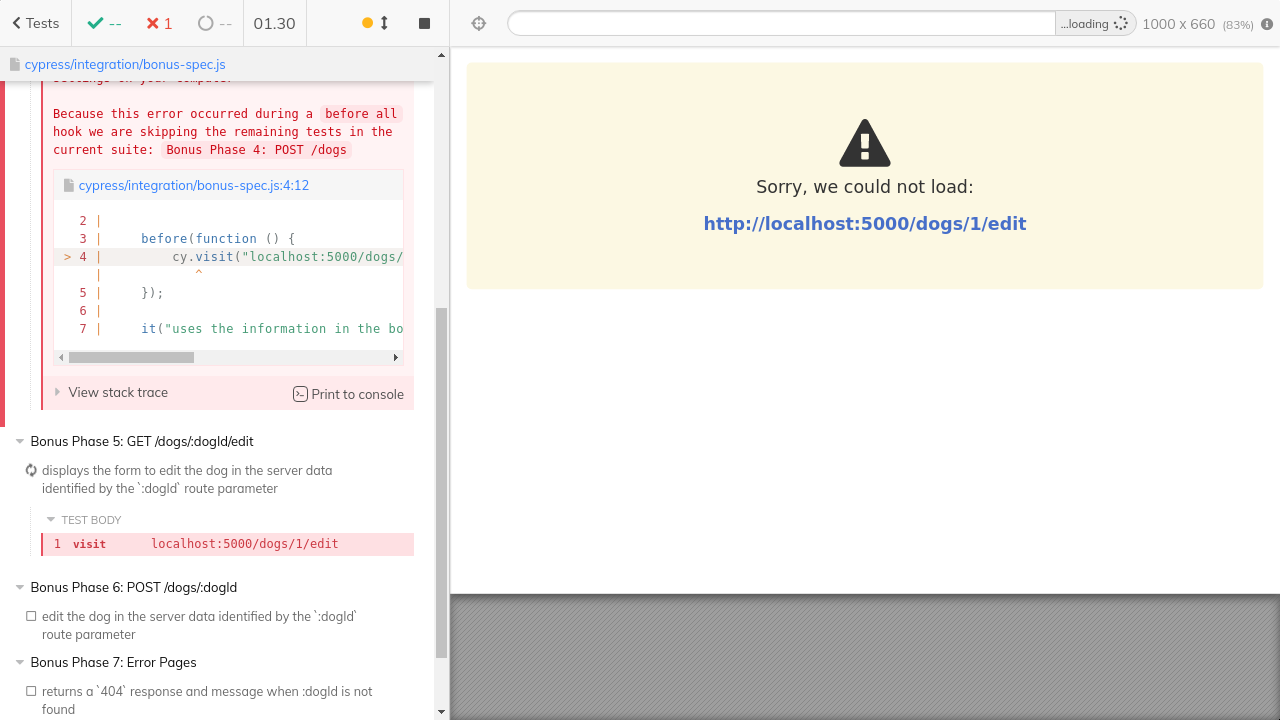 Tests
--
1
--
01.30
...loading
1000 x 660 (83%)
cypress/integration/bonus-spec.js
settings on your computer.
Because this error occurred during a before all
hook we are skipping the remaining tests in the
current suite: Bonus Phase 4: POST /dogs
cypress/integration/bonus-spec.js:4:12
2 |
3 | before(function () {
> 4 | cy.visit("localhost:5000/dogs/
| ^
5 | });
6 |
7 | it("uses the information in the bo
View stack trace
Print to console
Bonus Phase 5: GET /dogs/:dogId/edit
displays the form to edit the dog in the server data
identified by the `:dogId` route parameter
TEST BODY
1 visit localhost:5000/dogs/1/edit
Bonus Phase 6: POST /dogs/:dogId
edit the dog in the server data identified by the `:dogId`
route parameter
Bonus Phase 7: Error Pages
returns a `404` response and message when :dogId is not
found
Sorry, we could not load:
http://localhost:5000/dogs/1/edit